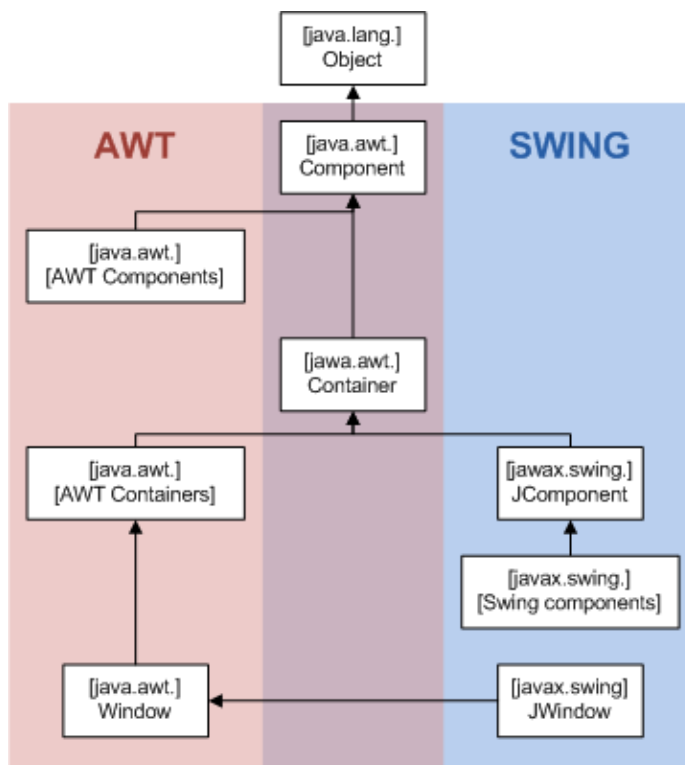 [java.lang.]
Object
AWT
SWING
[java.awt.]
Component
[java.awt.]
[AWT Components]
[jawa.awt.]
Container
[java.awt.]
[AWT Containers]
[jawax.swing.]
JComponent
[javax.swing.]
[Swing components]
[java.awt.]
Window
[javax.swing]
JWindow